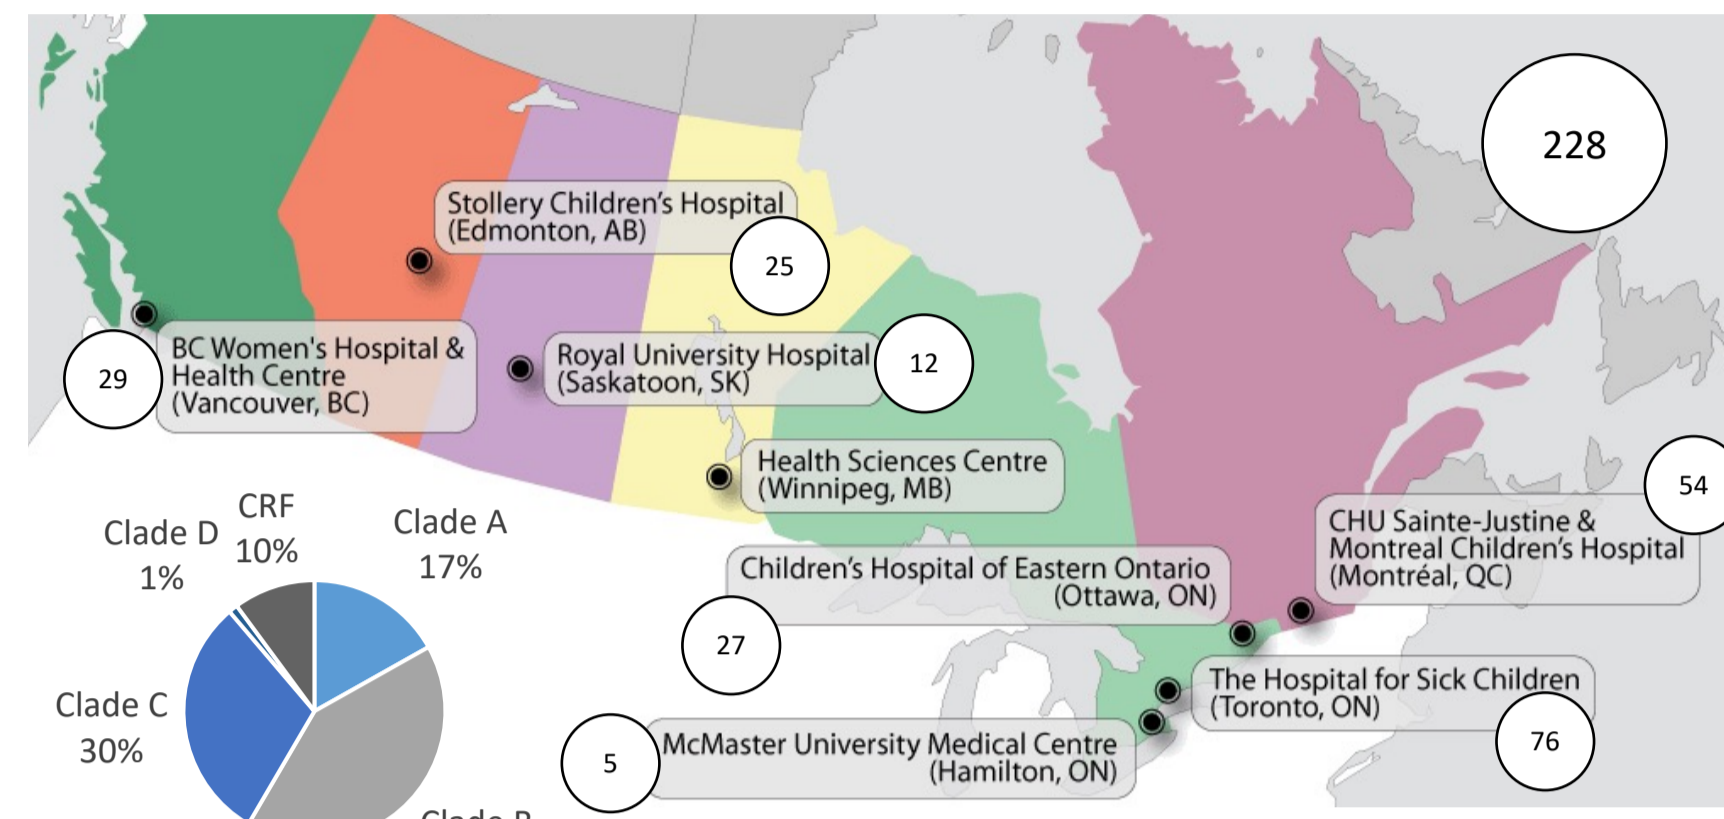 228
Stollery Children's Hospital
(Edmonton, AB)
25
BC Women's Hospital &
Health Centre
(Vancouver, BC)
29
Royal University Hospital
(Saskatoon, SK)
12
Health Sciences Centre
(Winnipeg, MB)
54
CHU Sainte-Justine &
Montreal Children's Hospital
(Montréal, QC)
Children's Hospital of Eastern Ontario
(Ottawa, ON)
27
The Hospital for Sick Children
(Toronto, ON)
76
McMaster University Medical Centre
(Hamilton, ON)
5
CRF
10%
Clade A
17%
Clade D
1%
Clade C
30%